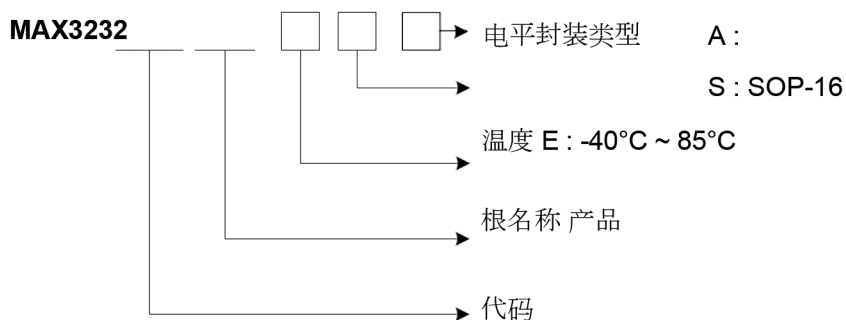 MAX3232 电平封装类型 A :
S : SOP-16
温度 E : -40°C ~ 85°C
根名称 产品
代码